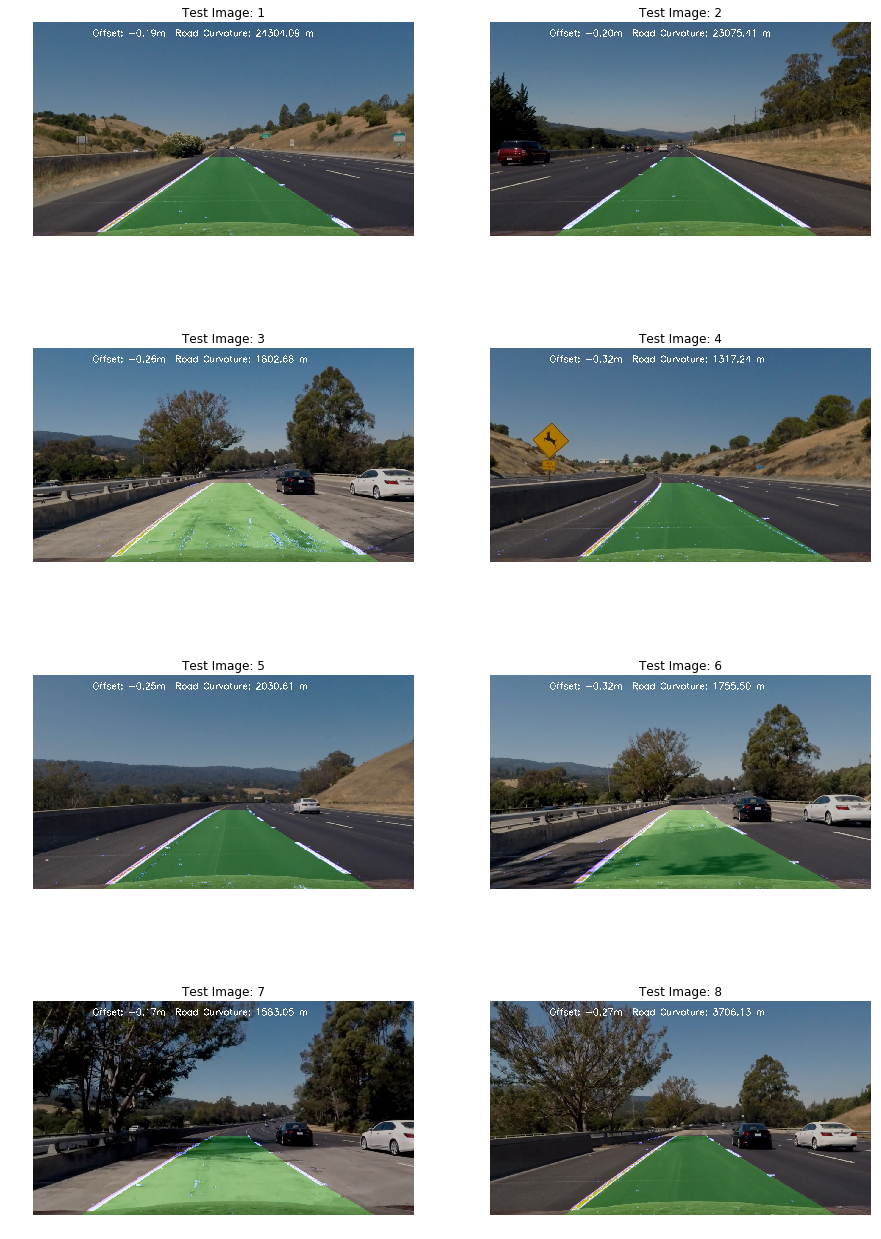 Test Image: 1
Offset: -0.19m Road Curvature: 24304.09 m
Test Image: 2
Offset: -0.20m Road Curvature: 23075.41 m
Test Image: 3
Offset: -0.26m Road Curvature: 1802.68 m
Test Image: 4
Offset: -0.32m Road Curvature: 1317.24 m
Test Image: 5
Offset: -0.25m Road Curvature: 2030.61 m
Test Image: 6
Offset: -0.32m Road Curvature: 1755.50 m
Test Image: 7
Offset: -0.17m Road Curvature: 1583.05 m
Test Image: 8
Offset: -0.27m Road Curvature: 3706.13 m